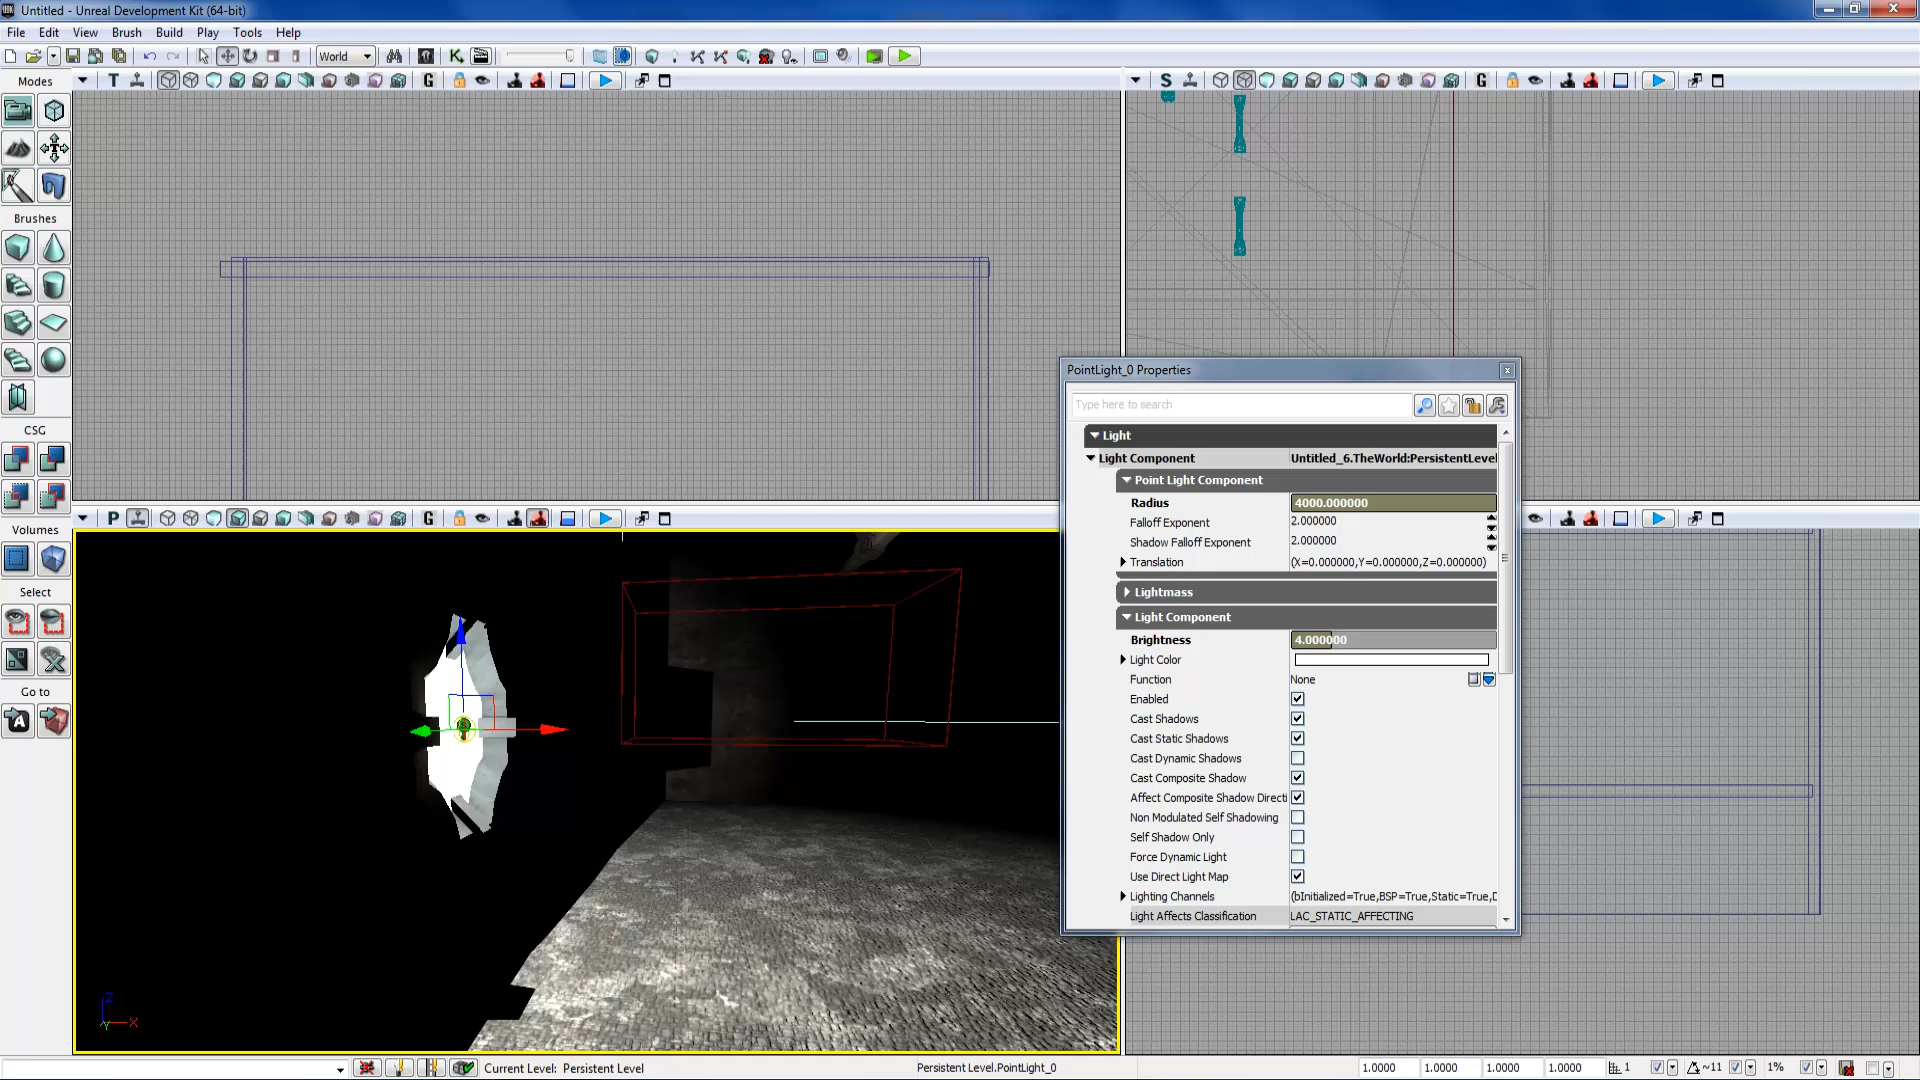 Untitled - Unreal Development Kit (64-bit)
File Edit View Brush Build Play Tools Help
World
Modes
T
G
S
G
Brushes
CSG
Volumes
Select
Go to
P
G
PointLight_0 Properties
Type here to search
Light
Light Component Untitled_6.TheWorld:PersistentLevel
Point Light Component
Radius 4000.000000
Falloff Exponent 2.000000
Shadow Falloff Exponent 2.000000
Translation (X=0.000000,Y=0.000000,Z=0.000000)
Lightmass
Light Component
Brightness 4.000000
Light Color
Function None
Enabled
Cast Shadows
Cast Static Shadows
Cast Dynamic Shadows
Cast Composite Shadow
Affect Composite Shadow Directi
Non Modulated Self Shadowing
Self Shadow Only
Force Dynamic Light
Use Direct Light Map
Lighting Channels (bInitialized=True,BSP=True,Static=True,D
Light Affects Classification LAC_STATIC_AFFECTING
Z
Y X
Current Level: Persistent Level
Persistent Level.PointLight_0
1.0000 1.0000 1.0000 1.0000 1 ~11 1%